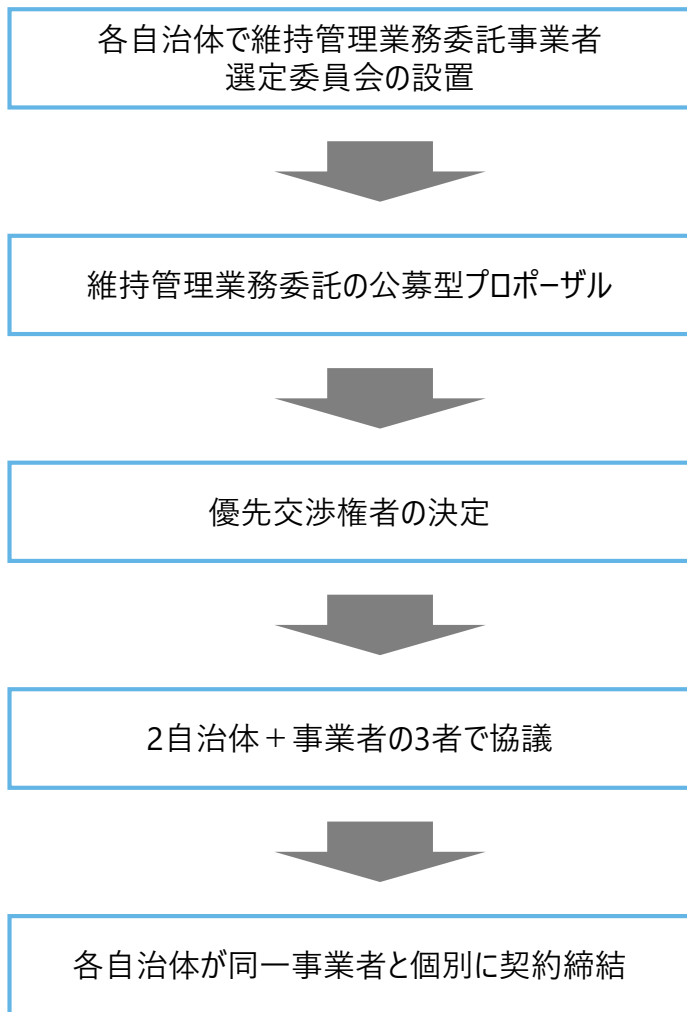 各自治体で維持管理業務委託事業者
選定委員会の設置
維持管理業務委託の公募型プロポーザル
優先交渉権者の決定
2自治体＋事業者の3者で協議
各自治体が同一事業者と個別に契約締結